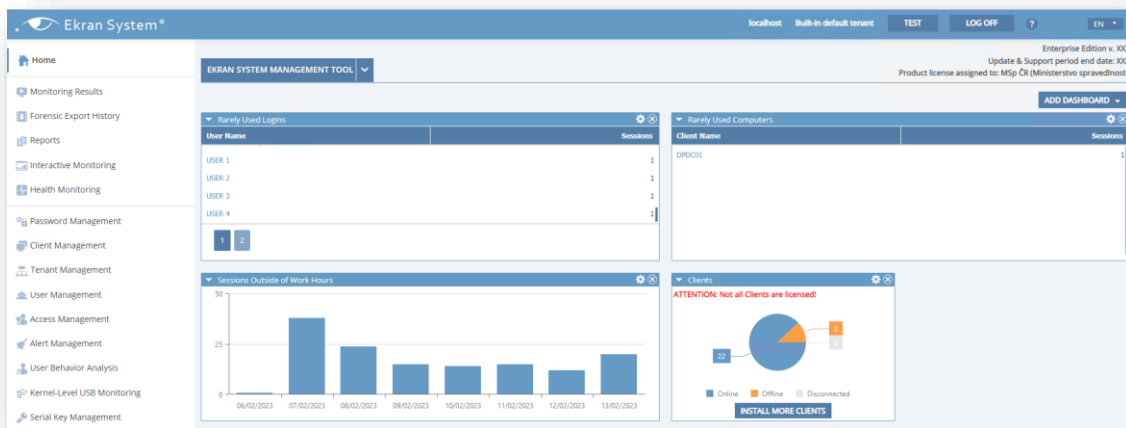 Ekran System®
localhost Built-in default tenant TEST LOG OFF ? EN
Home
Monitoring Results
Forensic Export History
Reports
Interactive Monitoring
Health Monitoring
Password Management
Client Management
Tenant Management
User Management
Access Management
Alert Management
User Behavior Analysis
Kernel-Level USB Monitoring
Serial Key Management
EKRAN SYSTEM MANAGEMENT TOOL
Enterprise Edition v. XX
Update & Support period end date: XX
Product license assigned to: MSp ČR (Ministerstvo spravedlnost
ADD DASHBOARD
Rarely Used Logins
User Name Sessions
USER 1 1
USER 2 1
USER 3 1
USER 4 1
1 2
Rarely Used Computers
Client Name Sessions
DPDC01 1
Sessions Outside of Work Hours
50
25
0
06/02/2023 07/02/2023 08/02/2023 09/02/2023 10/02/2023 11/02/2023 12/02/2023 13/02/2023
Clients
ATTENTION: Not all Clients are licensed!
3
0
22
Online Offline Disconnected
INSTALL MORE CLIENTS